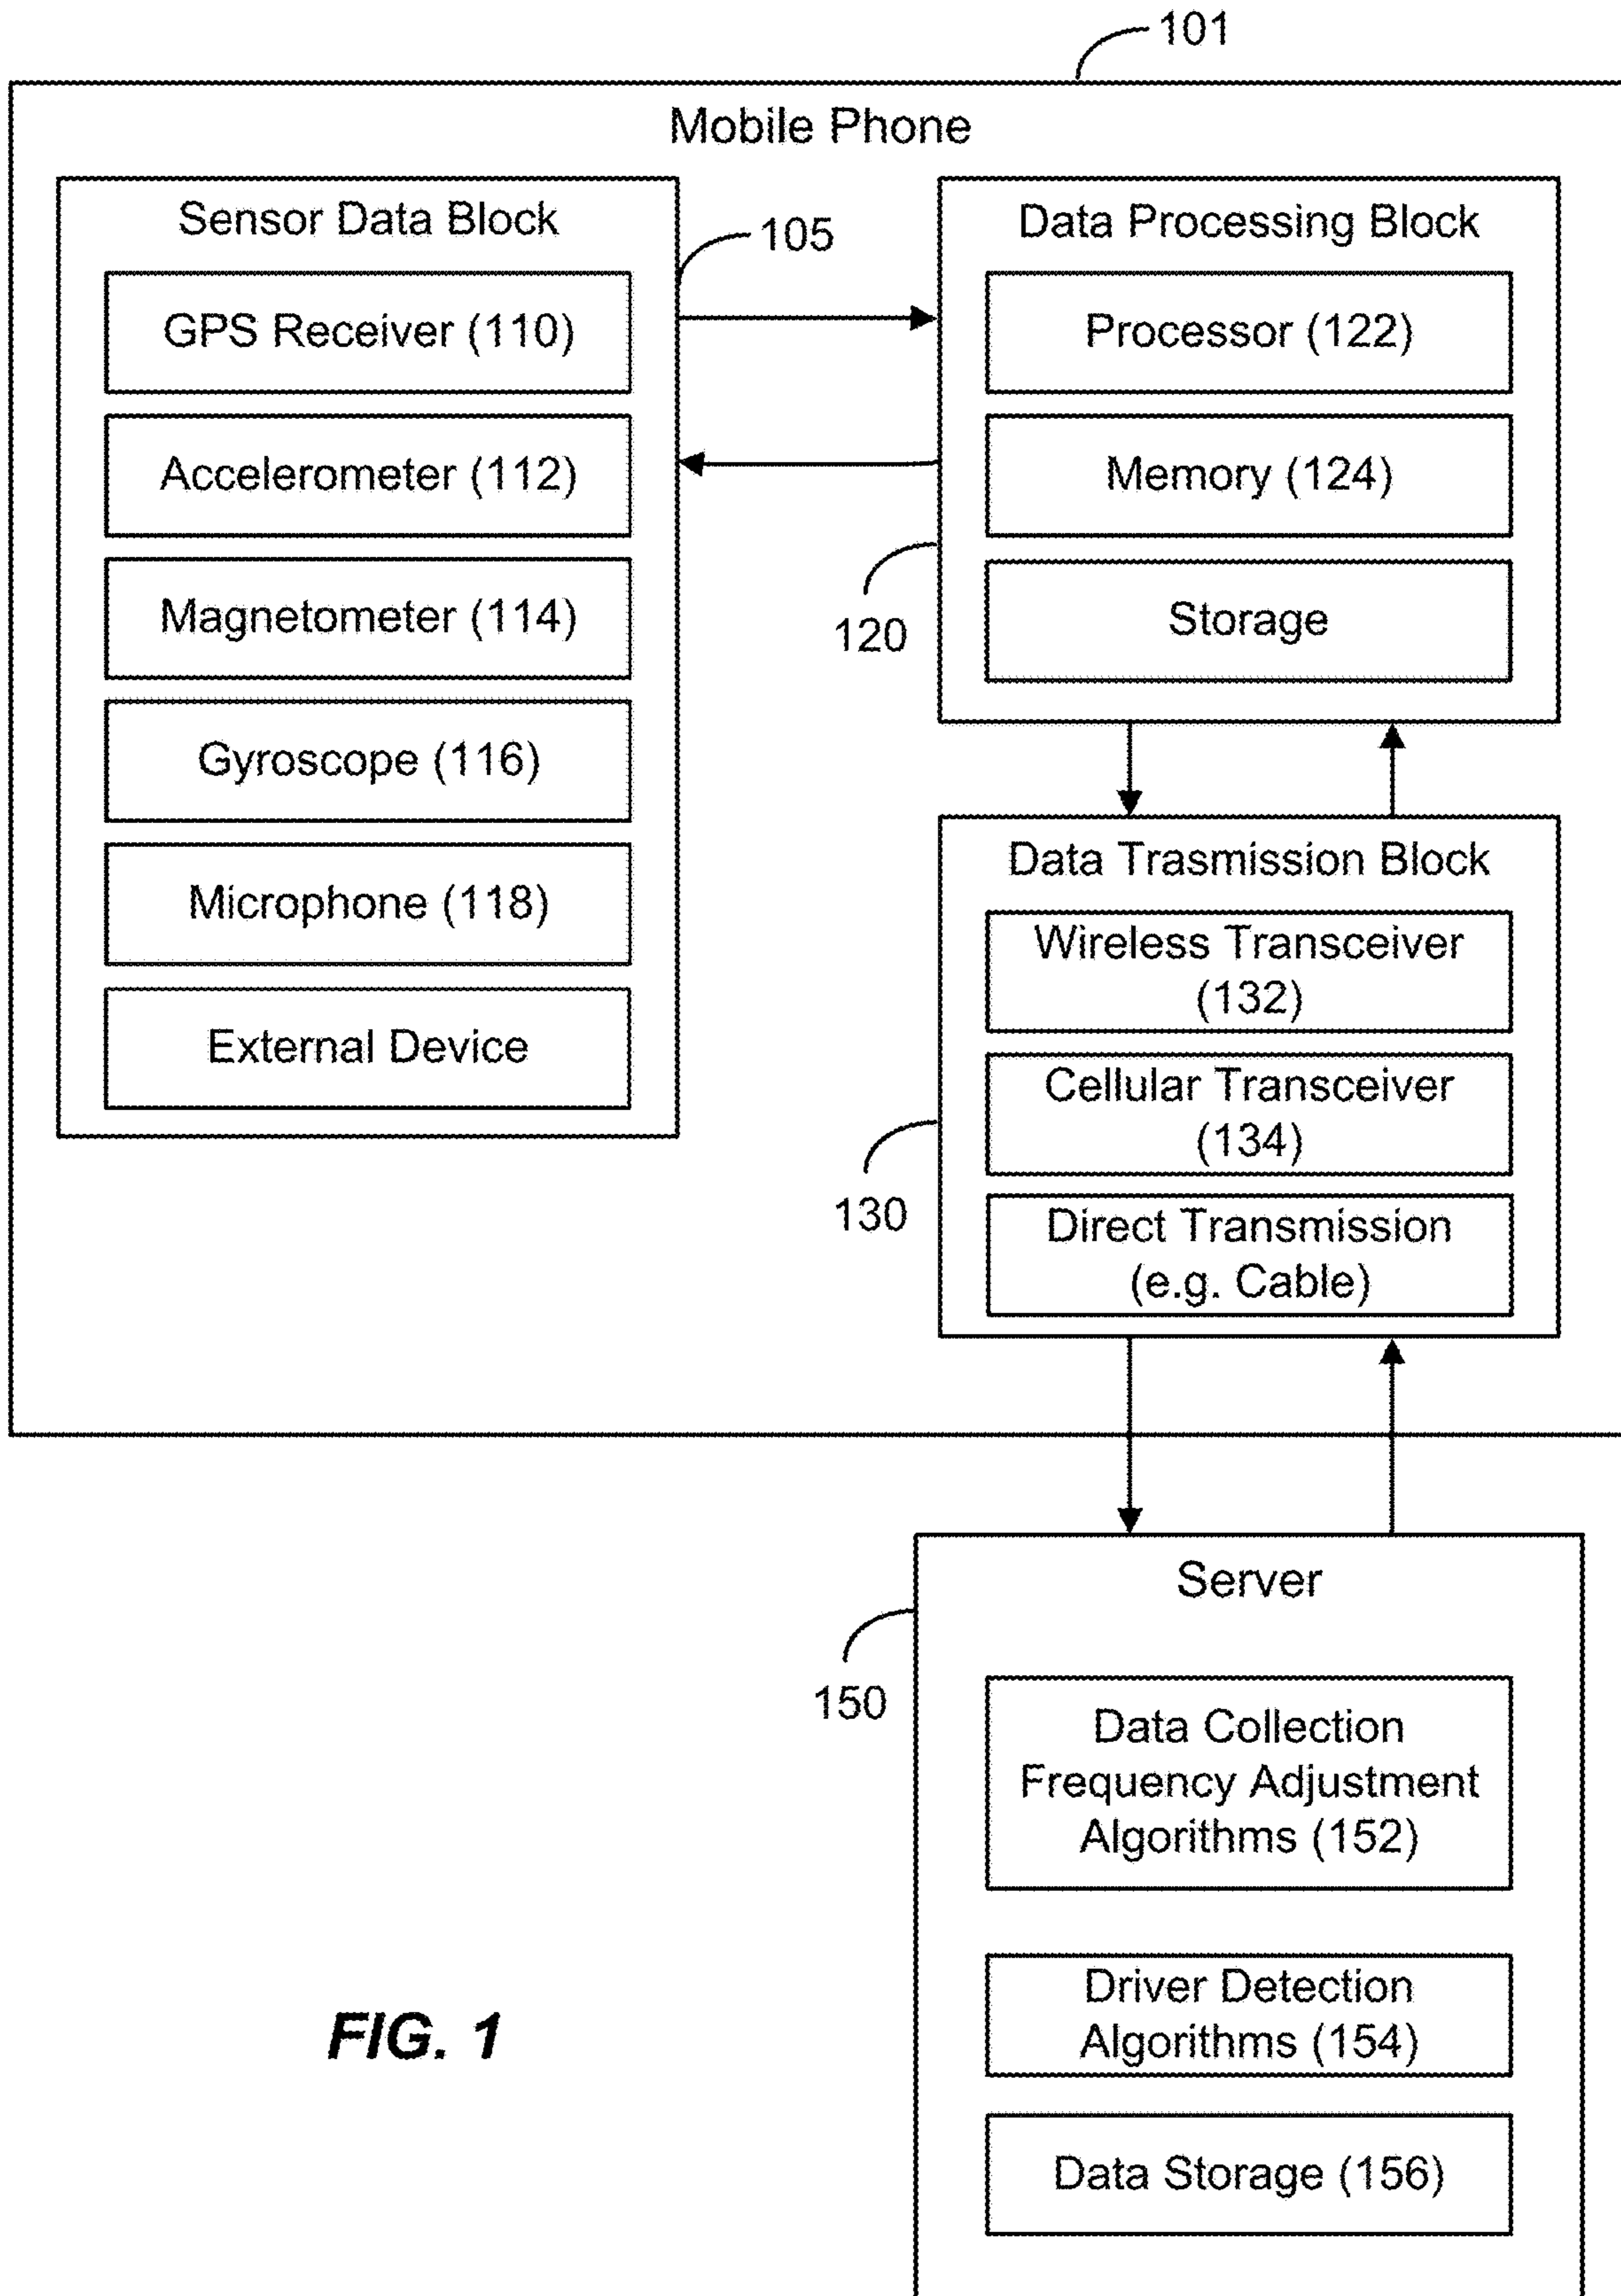 101
Mobile Phone
Sensor Data Block
105
GPS Receiver (110)
Accelerometer (112)
Magnetometer (114)
Gyroscope (116)
Microphone (118)
External Device
Data Processing Block
Processor (122)
Memory (124)
120
Storage
Data Trasmission Block
Wireless Transceiver
(132)
Cellular Transceiver
(134)
130
Direct Transmission
(e.g. Cable)
Server
150
Data Collection
Frequency Adjustment
Algorithms (152)
Driver Detection
Algorithms (154)
Data Storage (156)
FIG. 1